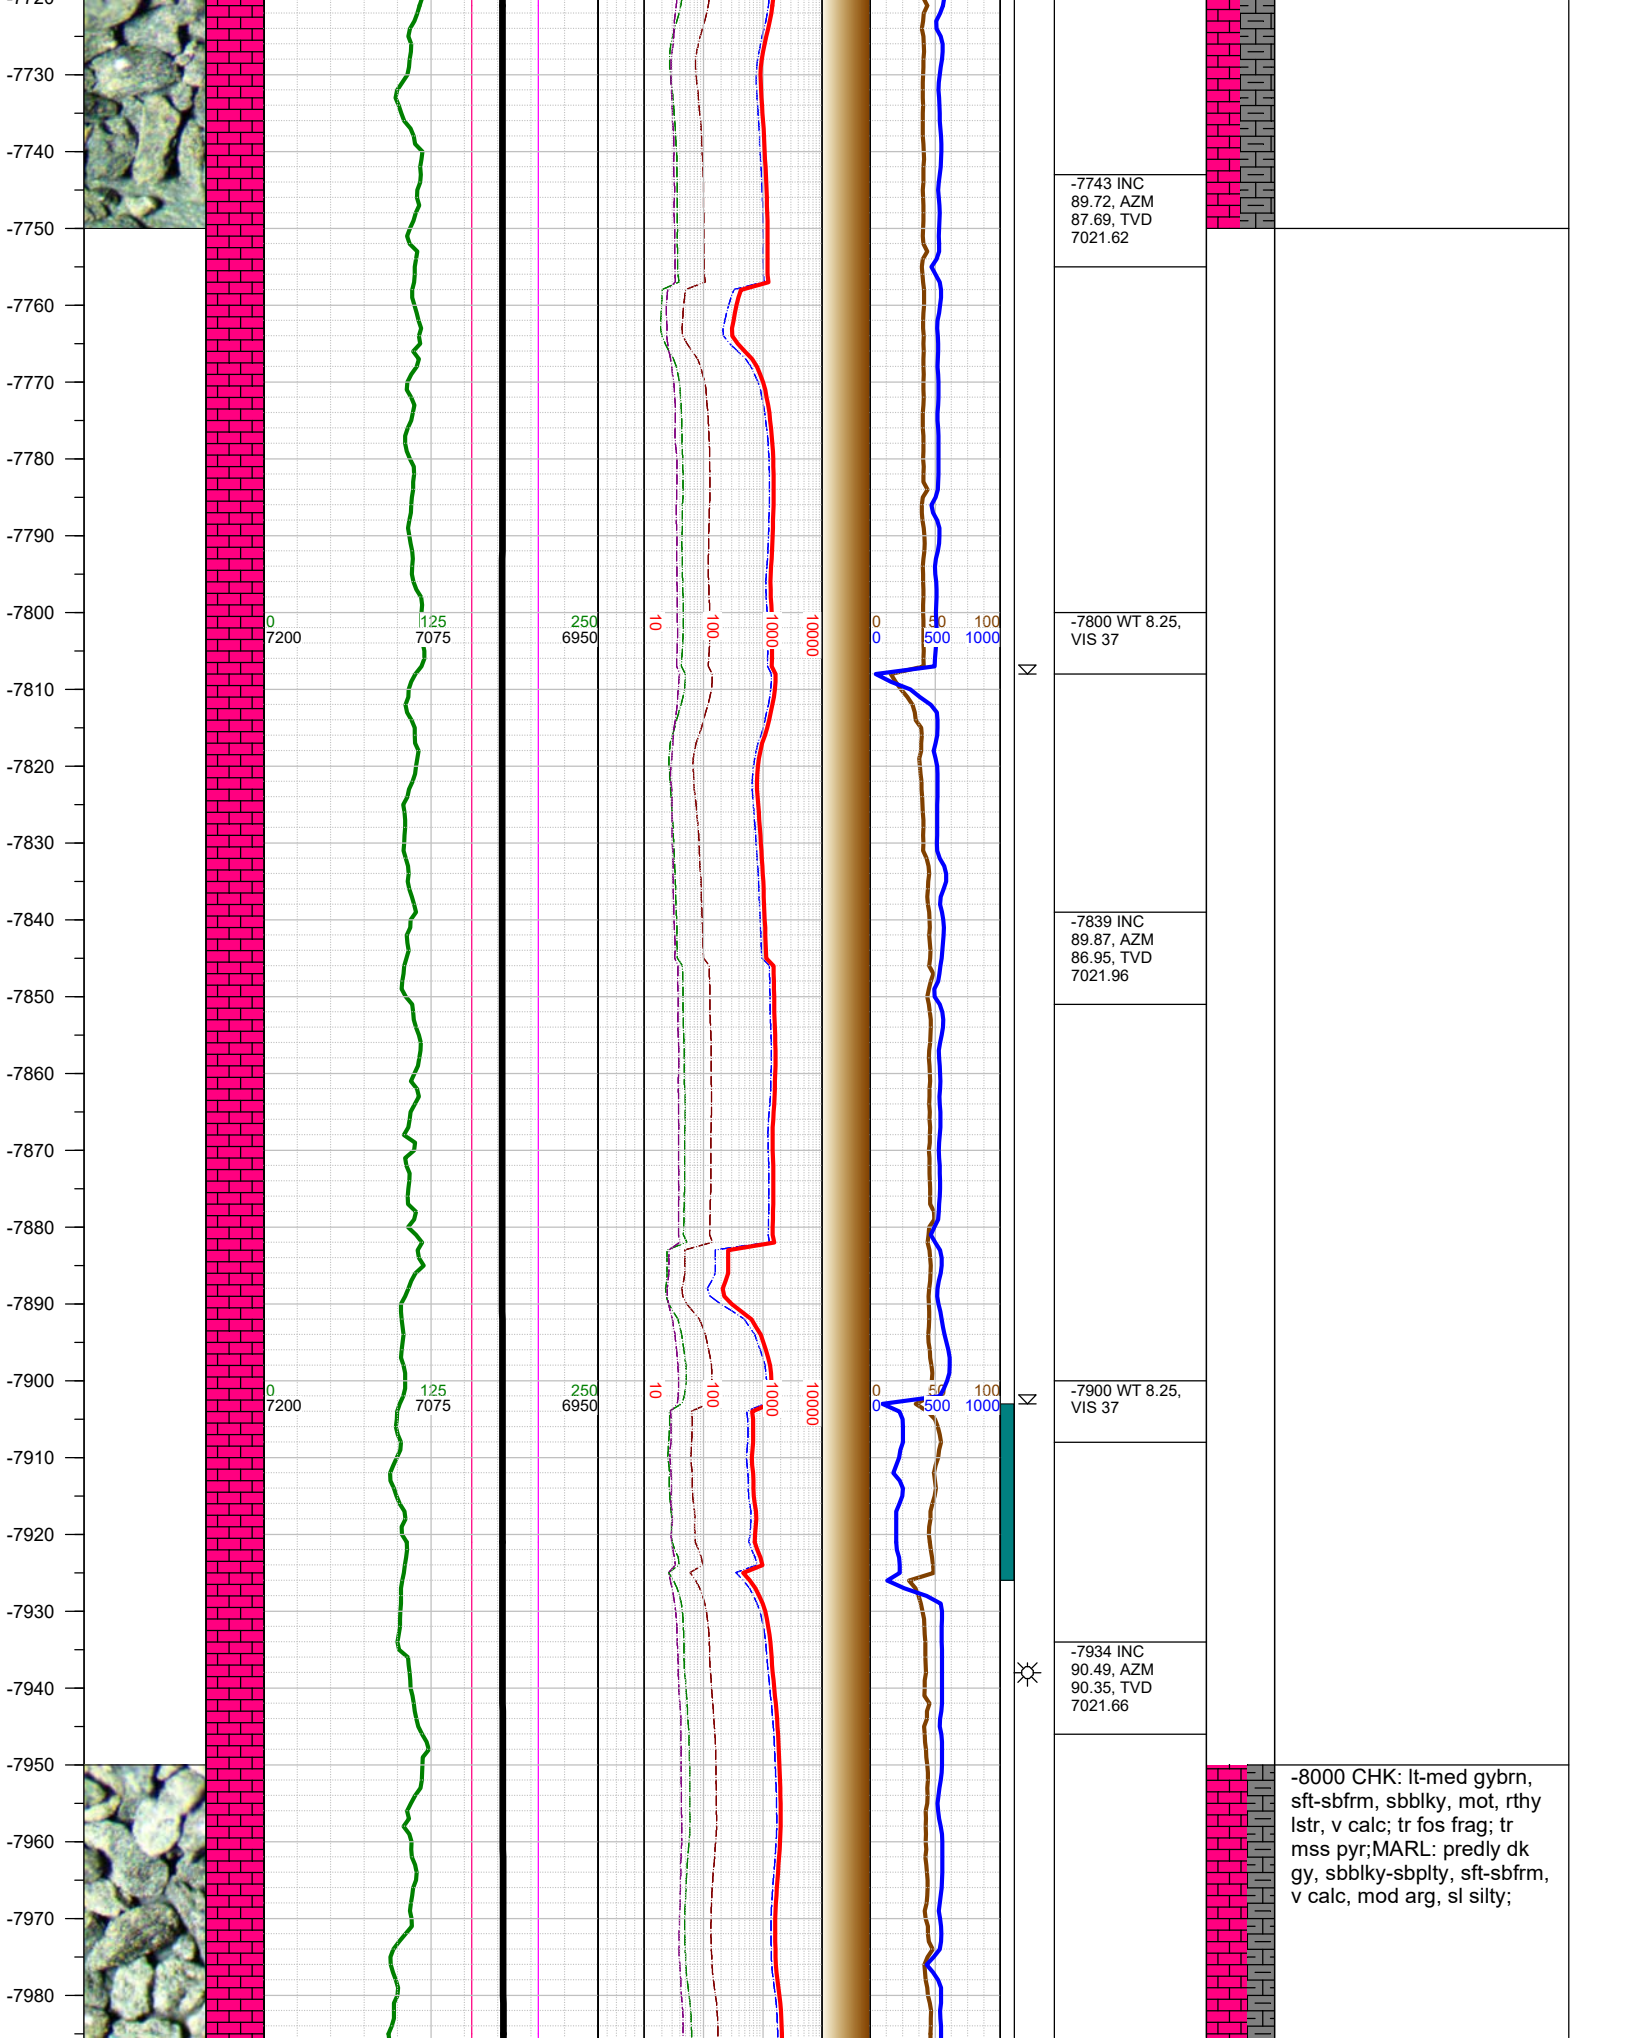 -7720
-7730
-7740
-7743 INC
89.72, AZM
87.69, TVD
7021.62
-7750
-7760
-7770
-7780
-7790
-7800
0 125 250
7200 7075 6950
10 100 1000 10000
0 50 100
0 500 1000
-7800 WT 8.25,
VIS 37
-7810
-7820
-7830
-7840
-7839 INC
89.87, AZM
86.95, TVD
7021.96
-7850
-7860
-7870
-7880
-7890
-7900
0 125 250
7200 7075 6950
10 100 1000 10000
0 50 100
0 500 1000
-7900 WT 8.25,
VIS 37
-7910
-7920
-7930
-7934 INC
90.49, AZM
90.35, TVD
7021.66
-7940
-7950
-8000 CHK: lt-med gybrn,
sft-sbfrm, sbblky, mot, rthy
lstr, v calc; tr fos frag; tr
mss pyr;MARL: predly dk
gy, sbblky-sbplty, sft-sbfrm,
v calc, mod arg, sl silty;
-7960
-7970
-7980